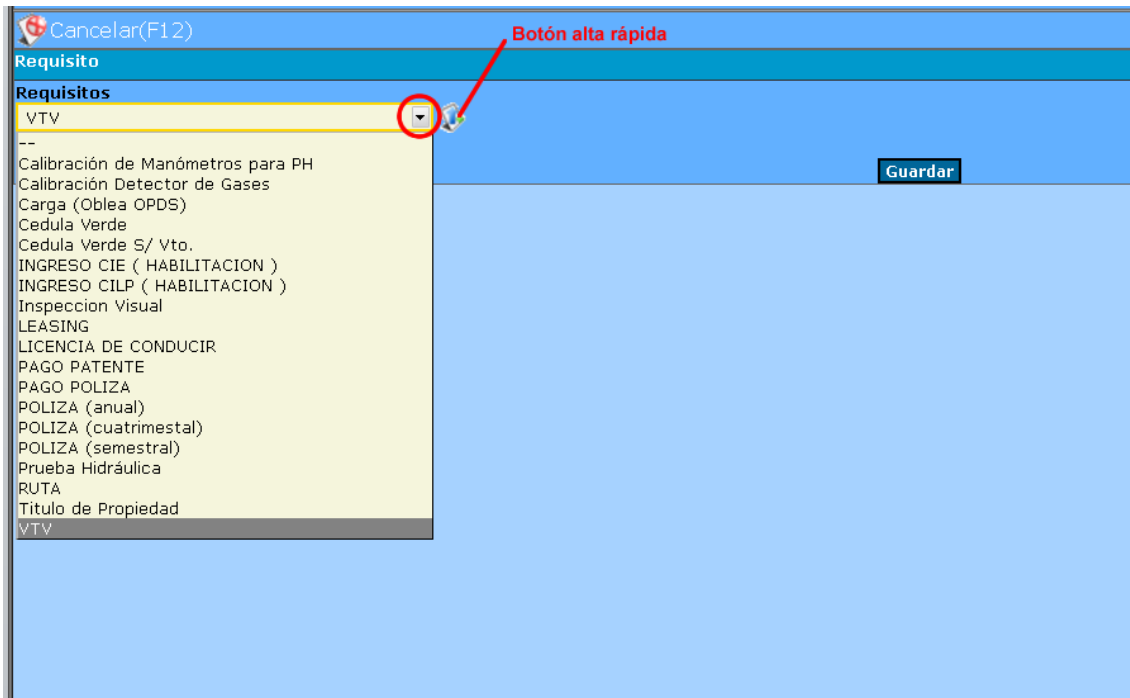 Cancelar(F12)
Botón alta rápida
Requisito
Requisitos
VTV
--
Calibración de Manómetros para PH
Calibración Detector de Gases
Carga (Oblea OPDS)
Cedula Verde
Cedula Verde S/ Vto.
INGRESO CIE ( HABILITACION )
INGRESO CILP ( HABILITACION )
Inspeccion Visual
LEASING
LICENCIA DE CONDUCIR
PAGO PATENTE
PAGO POLIZA
POLIZA (anual)
POLIZA (cuatrimestal)
POLIZA (semestral)
Prueba Hidráulica
RUTA
Titulo de Propiedad
VTV
Guardar